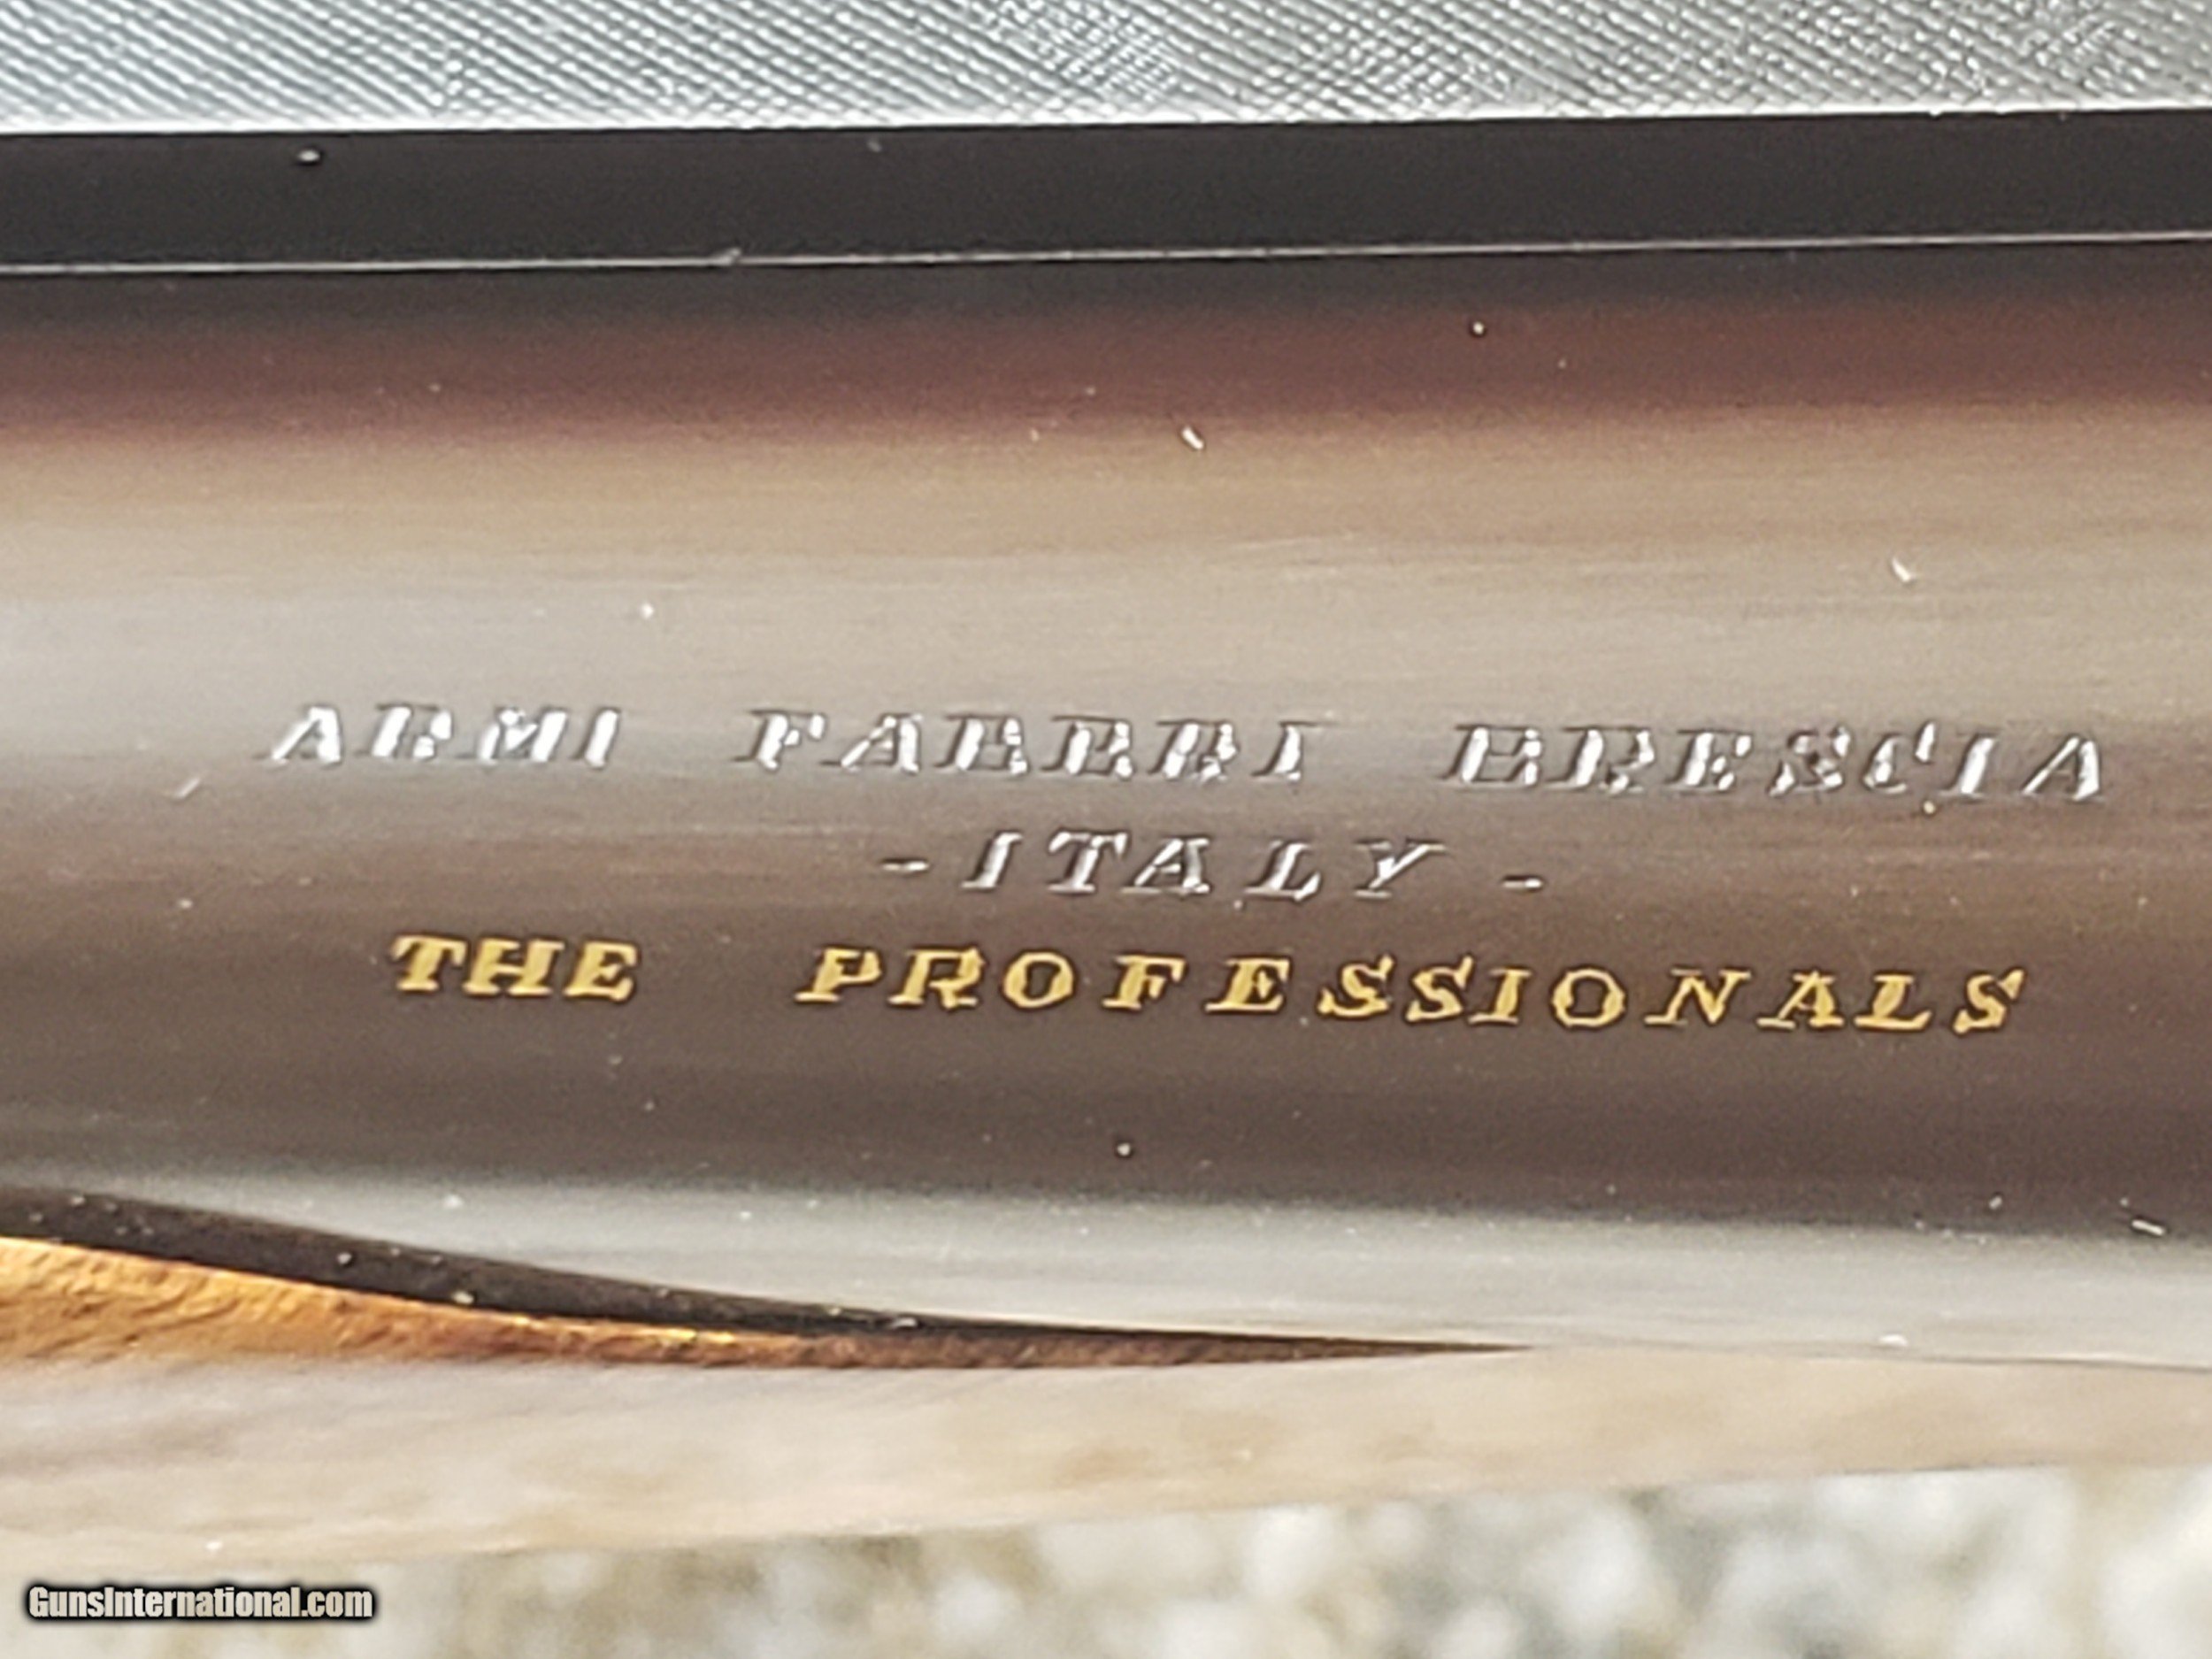 ARMI FABBRI BRESCIA
- ITALY -
THE PROFESSIONALS
GunsInternational.com